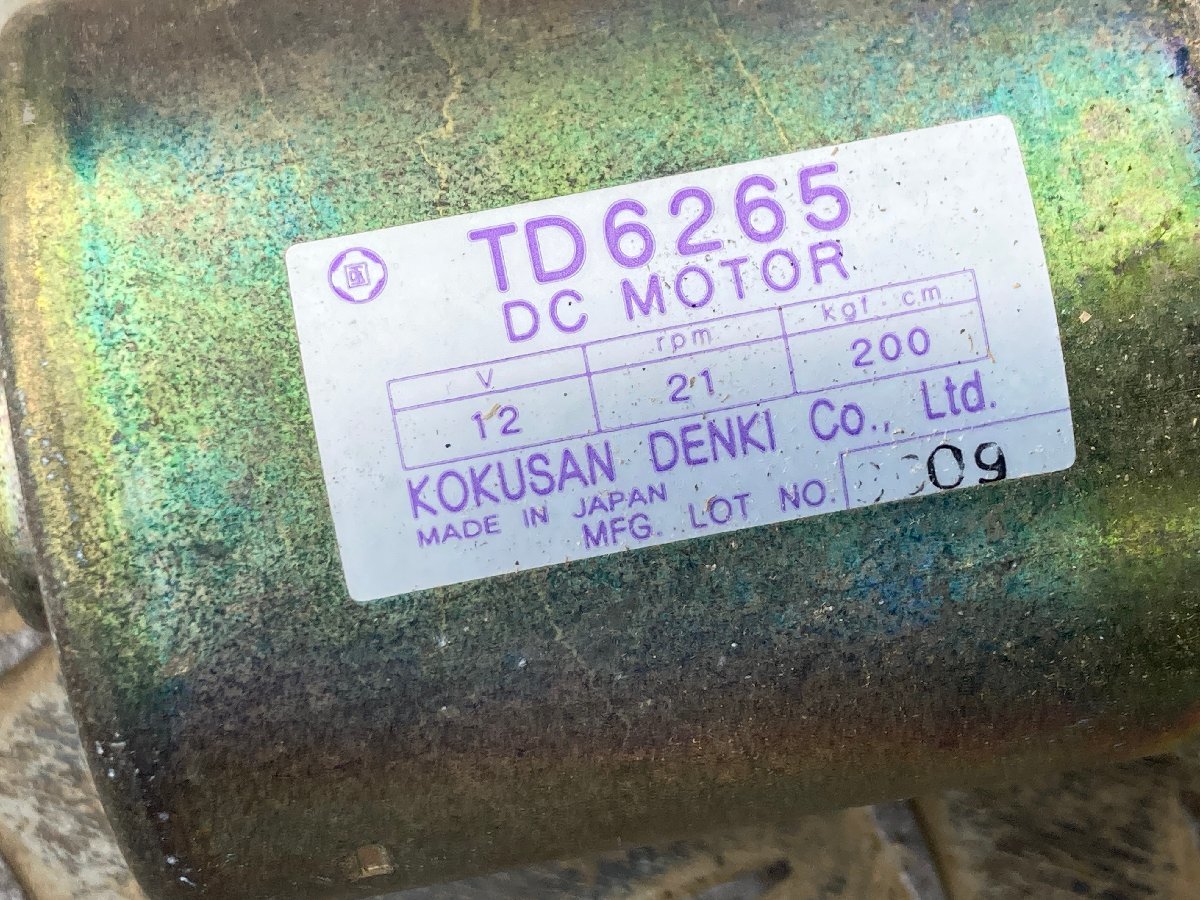 TD6265
DC MOTOR
V rpm kgf・cm
12 21 200
KOKUSAN DENKI Co., Ltd.
MADE IN JAPAN
MFG. LOT NO. 09